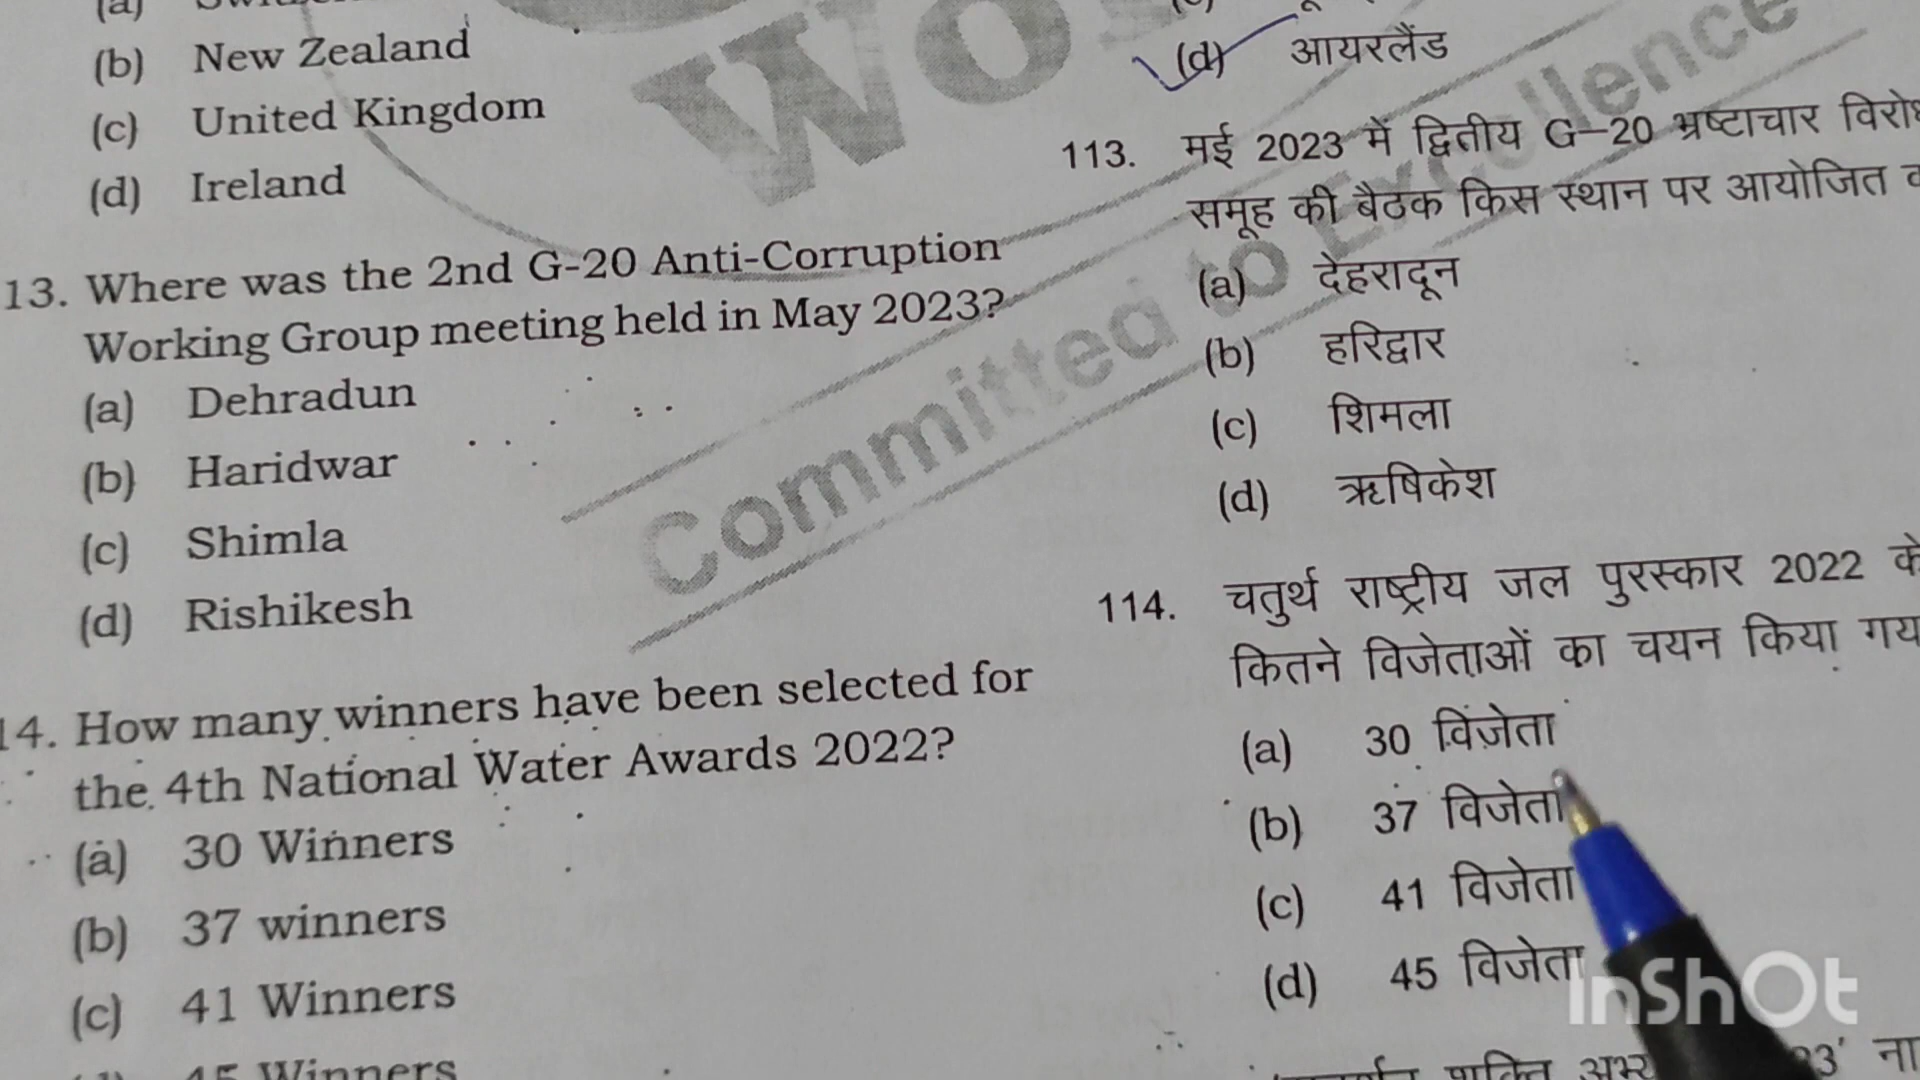 (b) New Zealand
(c) United Kingdom
(d) Ireland
13. Where was the 2nd G-20 Anti-Corruption
Working Group meeting held in May 2023?
(a) Dehradun
(b) Haridwar
(c) Shimla
(d) Rishikesh
14. How many winners have been selected for
the 4th National Water Awards 2022?
(a) 30 Winners
(b) 37 winners
(c) 41 Winners
45 Winners
(d) आयरलैंड
113. मई 2023 में द्वितीय G-20 भ्रष्टाचार
समूह की बैठक किस स्थान पर आयोजित
(a) देहरादून
(b) हरिद्वार
(c) शिमला
(d) ऋषिकेश
114. चतुर्थ राष्ट्रीय जल पुरस्कार 2022 के
कितने विजेताओं का चयन किया
(a) 30 विजेता
(b) 37 विजेता
(c) 41 विजेता
(d) 45 विजेता
Committed to Excellence
InShOt